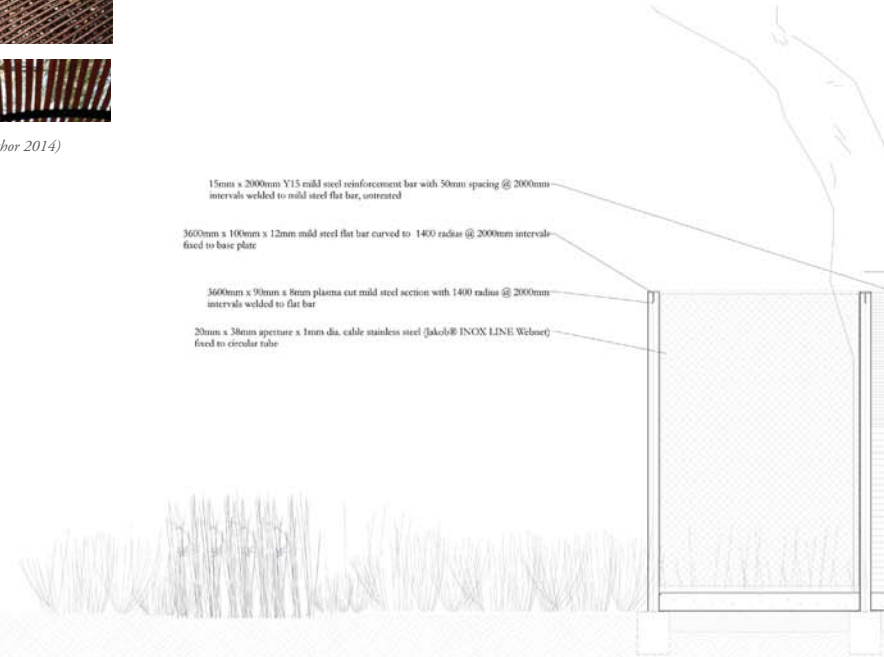 hor 2014)
15mm x 2000mm Y15 mild steel reinforcement bar with 50mm spacing @ 2000mm
intervals welded to mild steel flat bar, untreated
3600mm x 100mm x 12mm mild steel flat bar curved to 1400 radius @ 2000mm intervals
fixed to base plate
3600mm x 90mm x 8mm plasma cut mild steel section with 1400 radius @ 2000mm
intervals welded to flat bar
20mm x 38mm aperture x 1mm dia. cable stainless steel (Jakob® INOX LINE Webnet)
fixed to circular tube